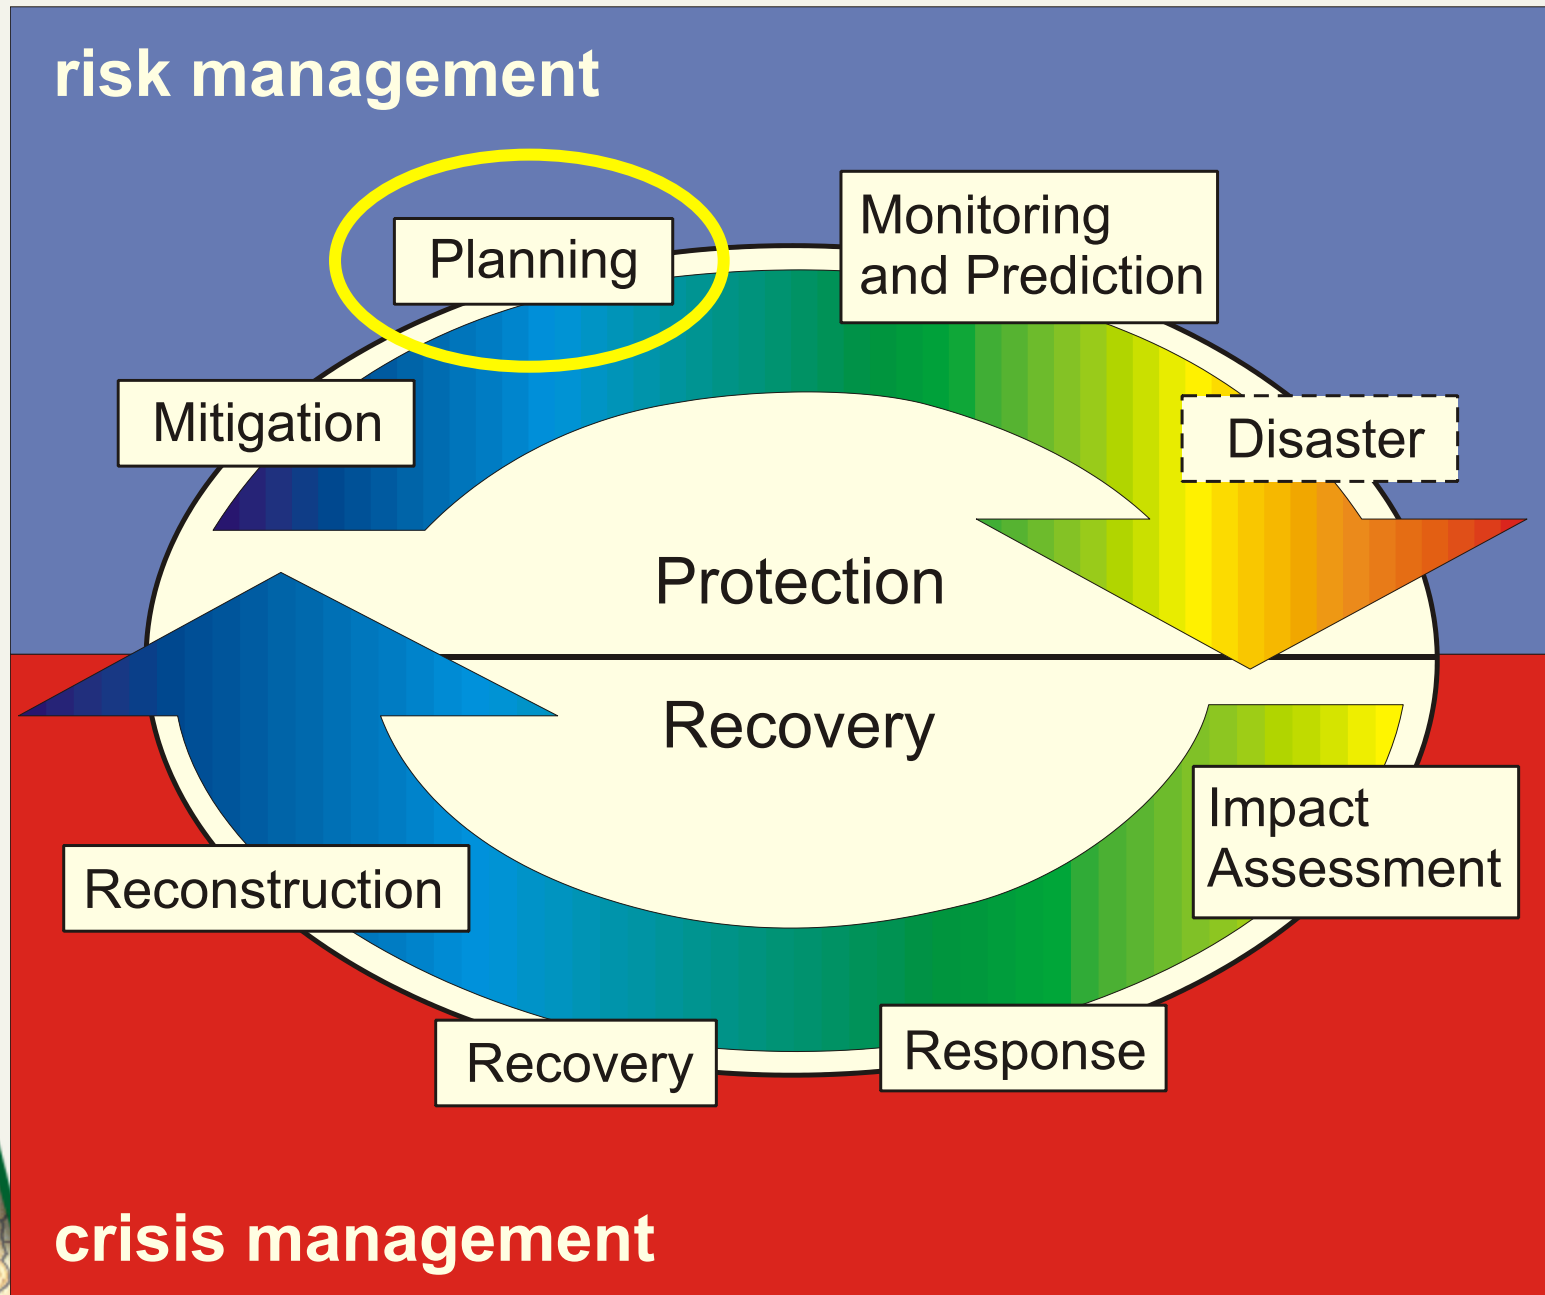 risk management
Planning
Monitoring
and Prediction
Mitigation
Disaster
Protection
Recovery
Impact
Assessment
Reconstruction
Recovery
Response
crisis management